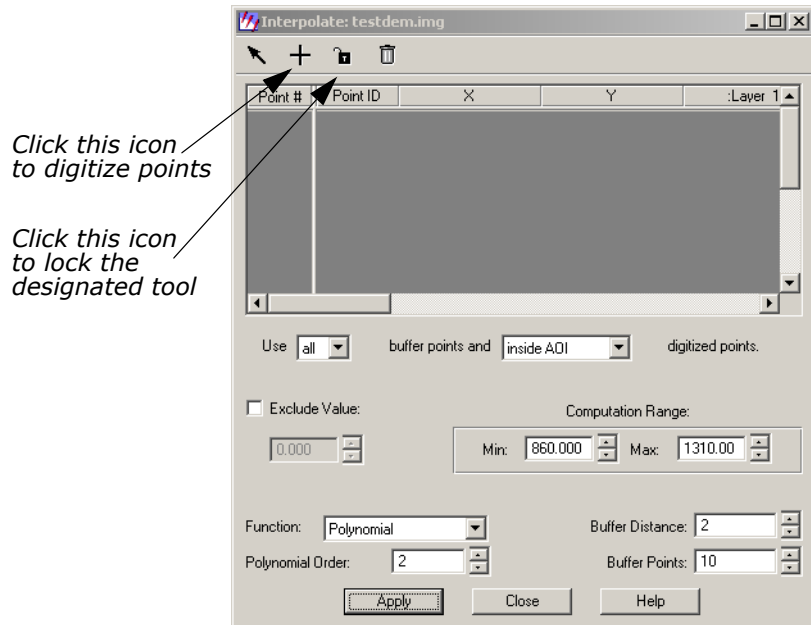 Interpolate: testdem.img
Point # Point ID X Y :Layer 1
Click this icon
to digitize points
Click this icon
to lock the
designated tool
Use all buffer points and inside AOI digitized points.
Exclude Value: Computation Range:
0.000 Min: 860.000 Max: 1310.00
Function: Polynomial Buffer Distance: 2
Polynomial Order: 2 Buffer Points: 10
Apply Close Help